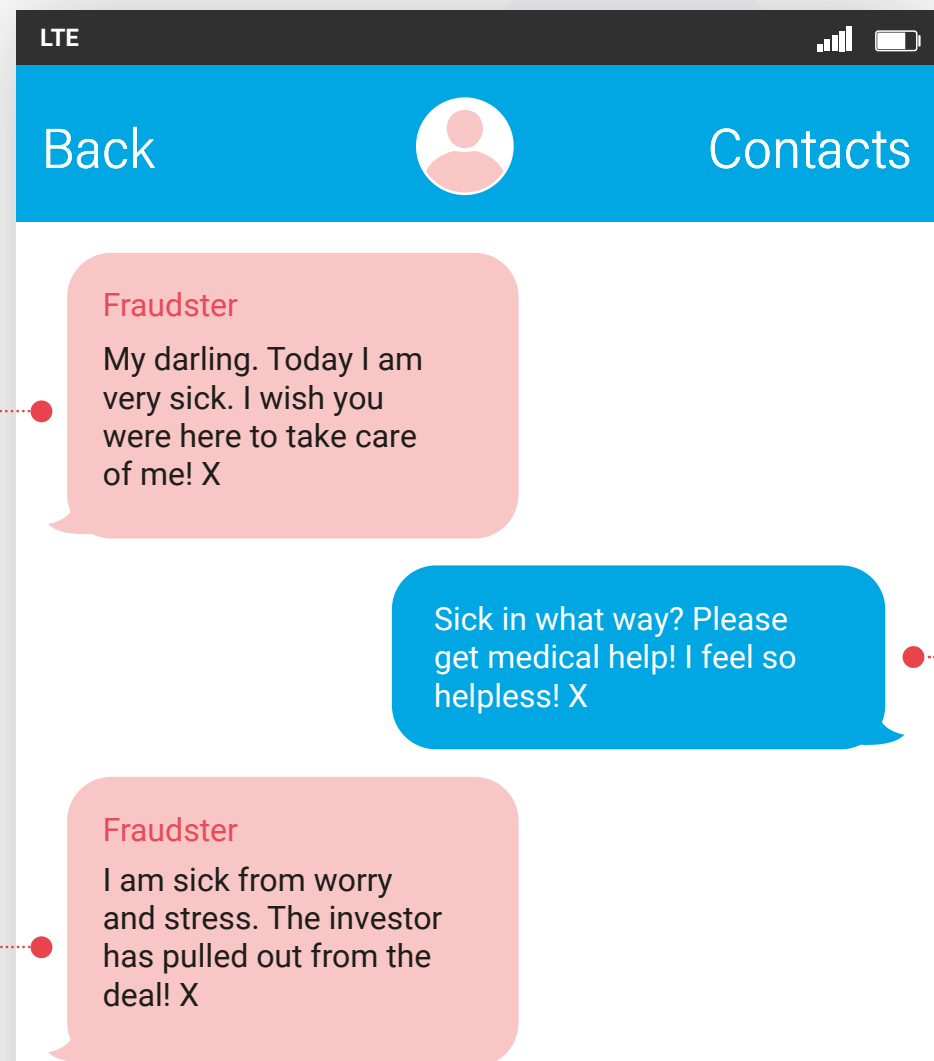 LTE
Back
Contacts
Fraudster
My darling. Today I am
very sick. I wish you
were here to take care
of me! X
Sick in what way? Please
get medical help! I feel so
helpless! X
Fraudster
I am sick from worry
and stress. The investor
has pulled out from the
deal! X